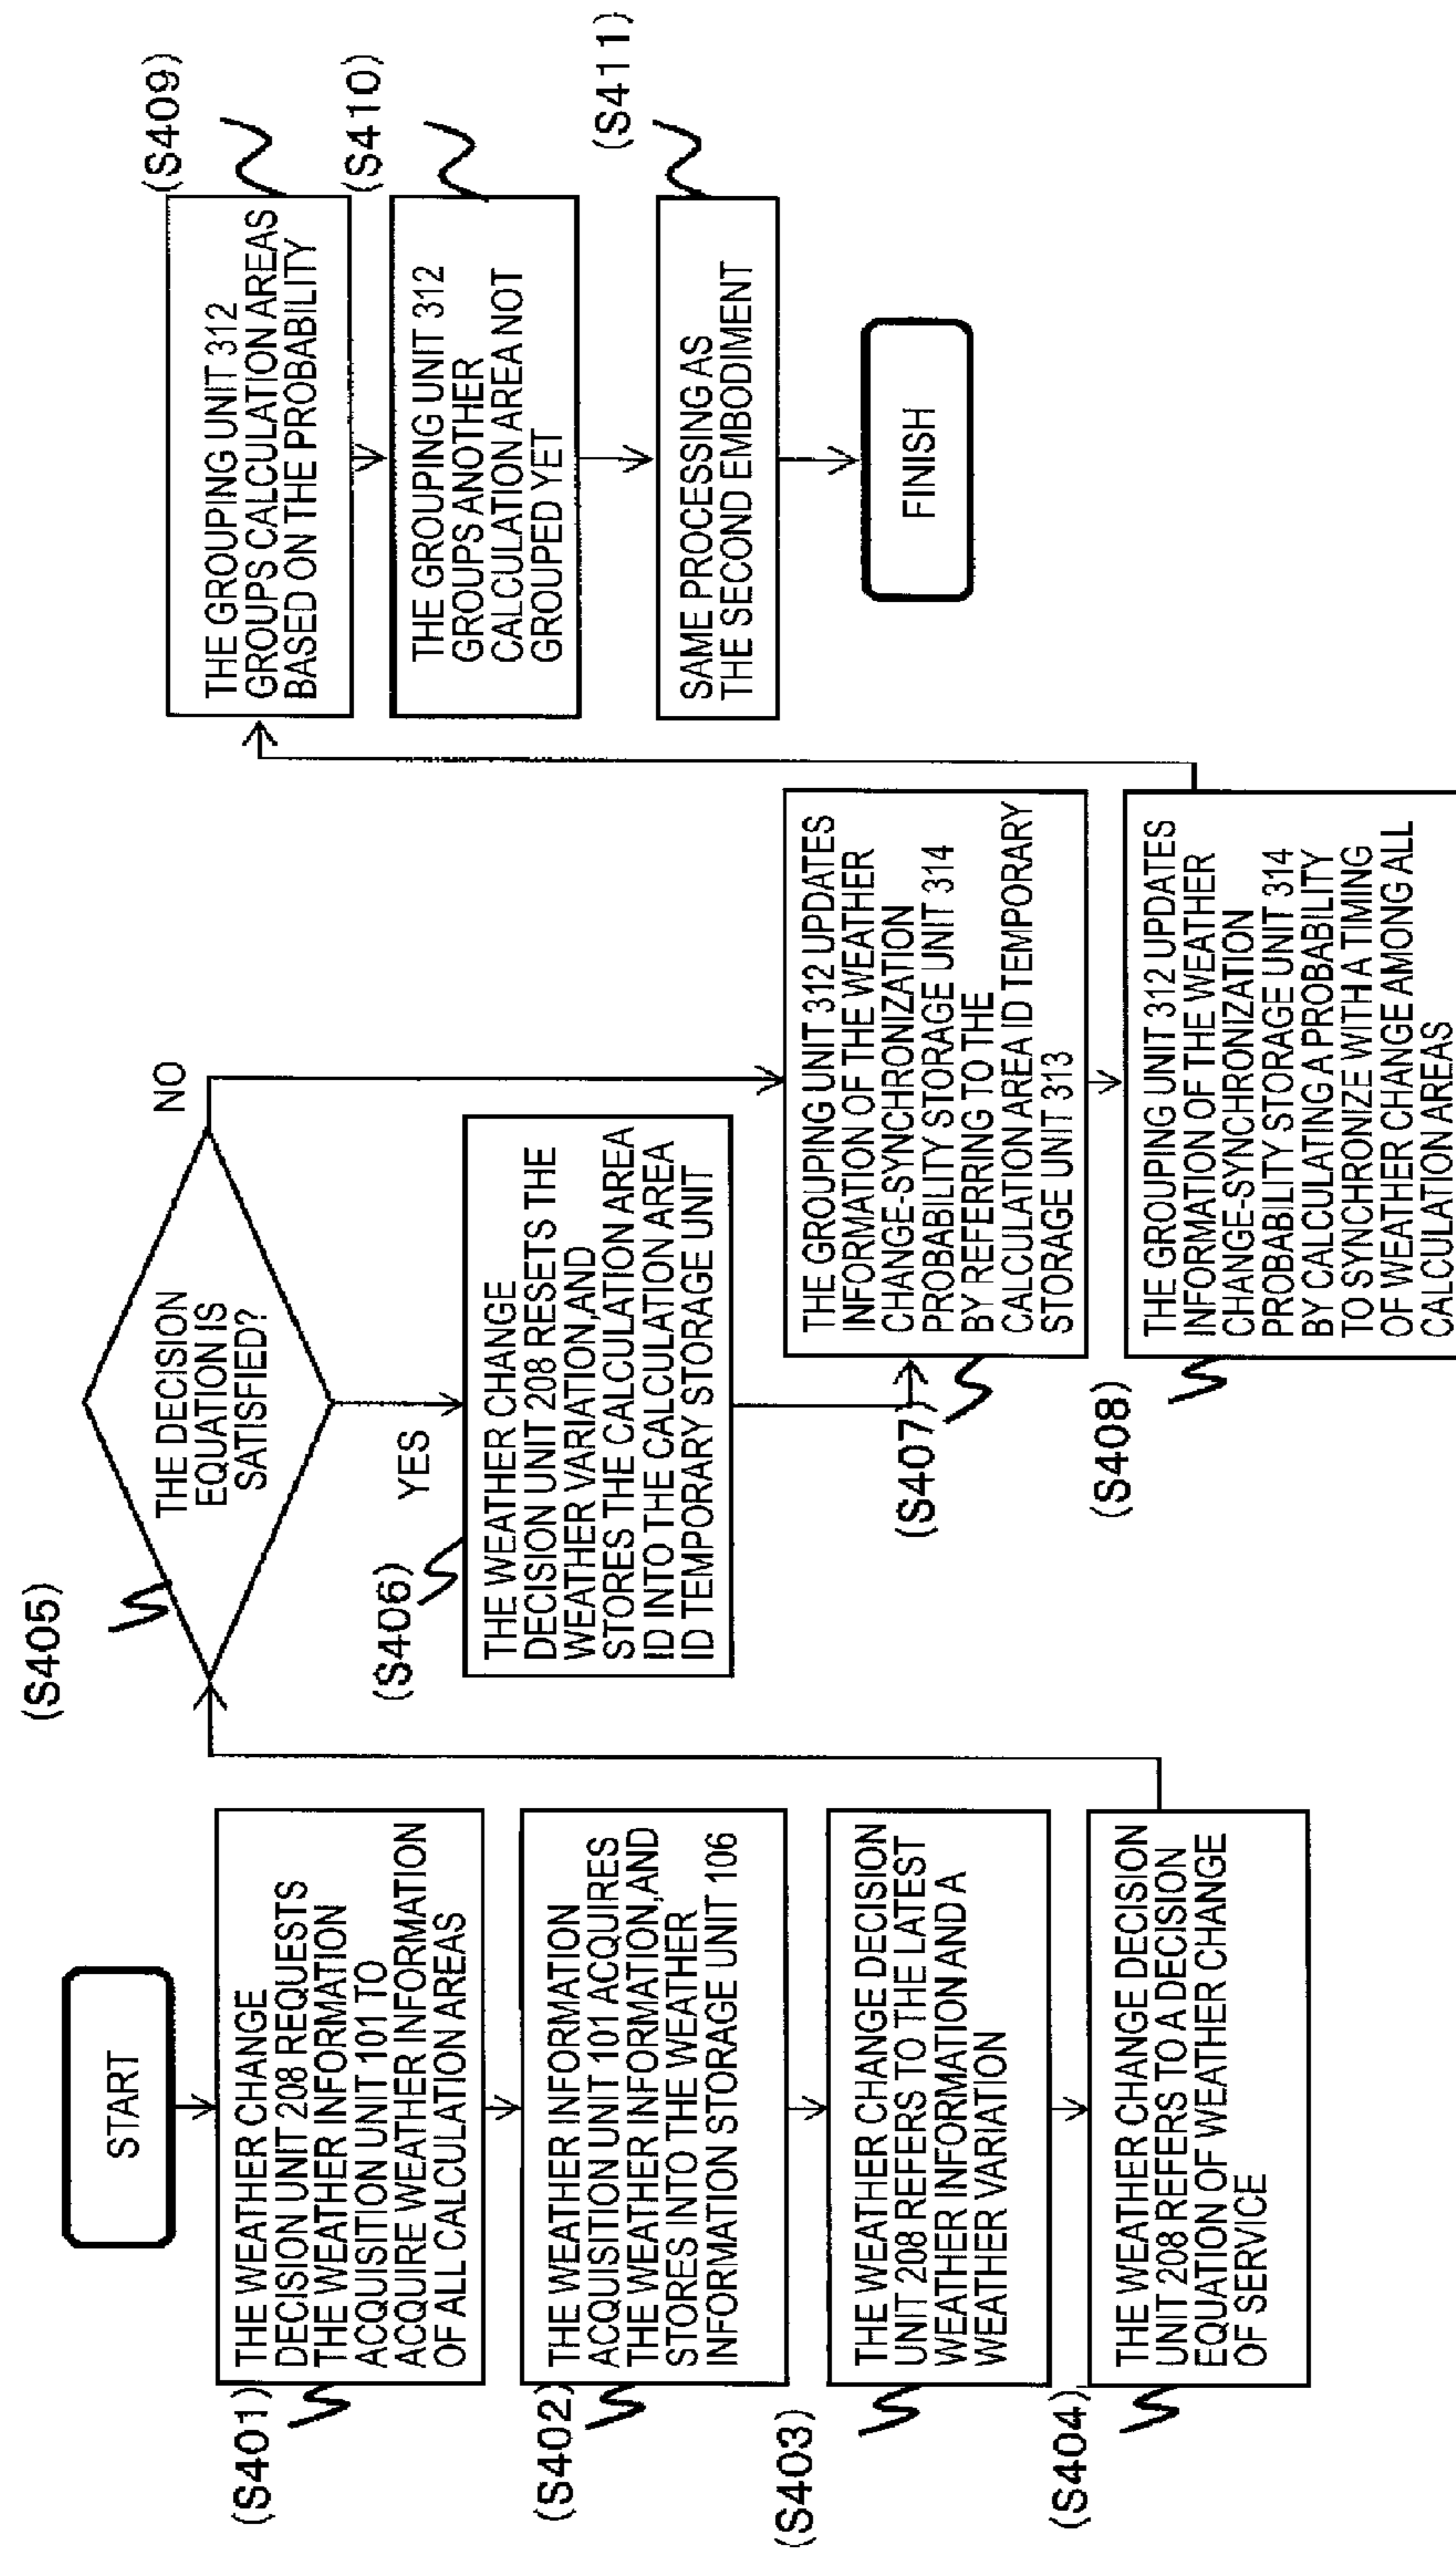 START
(S401)
THE WEATHER CHANGE
DECISION UNIT 208 REQUESTS
THE WEATHER INFORMATION
ACQUISITION UNIT 101 TO
ACQUIRE WEATHER INFORMATION
OF ALL CALCULATION AREAS
(S402)
THE WEATHER INFORMATION
ACQUISITION UNIT 101 ACQUIRES
THE WEATHER INFORMATION,AND
STORES INTO THE WEATHER
INFORMATION STORAGE UNIT 106
(S403)
THE WEATHER CHANGE DECISION
UNIT 208 REFERS TO THE LATEST
WEATHER INFORMATION AND A
WEATHER VARIATION
(S404)
THE WEATHER CHANGE DECISION
UNIT 208 REFERS TO A DECISION
EQUATION OF WEATHER CHANGE
OF SERVICE
(S405)
THE DECISION
EQUATION IS
SATISFIED?
NO
YES
(S406)
THE WEATHER CHANGE
DECISION UNIT 208 RESETS THE
WEATHER VARIATION,AND
STORES THE CALCULATION AREA
ID INTO THE CALCULATION AREA
ID TEMPORARY STORAGE UNIT
(S407)
THE GROUPING UNIT 312 UPDATES
INFORMATION OF THE WEATHER
CHANGE-SYNCHRONIZATION
PROBABILITY STORAGE UNIT 314
BY REFERRING TO THE
CALCULATION AREA ID TEMPORARY
STORAGE UNIT 313
(S408)
THE GROUPING UNIT 312 UPDATES
INFORMATION OF THE WEATHER
CHANGE-SYNCHRONIZATION
PROBABILITY STORAGE UNIT 314
BY CALCULATING A PROBABILITY
TO SYNCHRONIZE WITH A TIMING
OF WEATHER CHANGE AMONG ALL
CALCULATION AREAS
(S409)
THE GROUPING UNIT 312
GROUPS CALCULATION AREAS
BASED ON THE PROBABILITY
(S410)
THE GROUPING UNIT 312
GROUPS ANOTHER
CALCULATION AREA NOT
GROUPED YET
(S411)
SAME PROCESSING AS
THE SECOND EMBODIMENT
FINISH